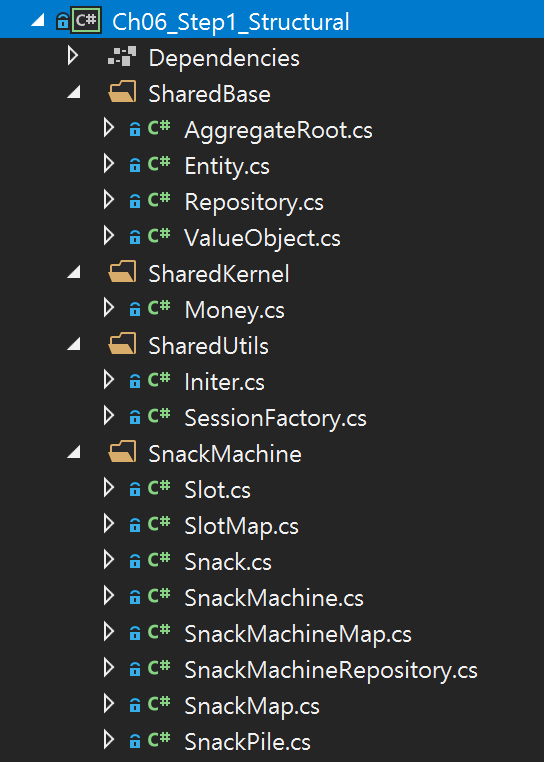 C# Ch06_Step1_Structural
Dependencies
SharedBase
C# AggregateRoot.cs
C# Entity.cs
C# Repository.cs
C# ValueObject.cs
SharedKernel
C# Money.cs
SharedUtils
C# Initer.cs
C# SessionFactory.cs
SnackMachine
C# Slot.cs
C# SlotMap.cs
C# Snack.cs
C# SnackMachine.cs
C# SnackMachineMap.cs
C# SnackMachineRepository.cs
C# SnackMap.cs
C# SnackPile.cs